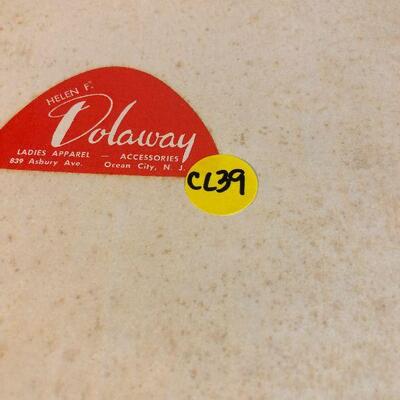 HELEN F.
Dolaway
LADIES APPAREL — ACCESSORIES
839 Asbury Ave. Ocean City, N. J.
CL39